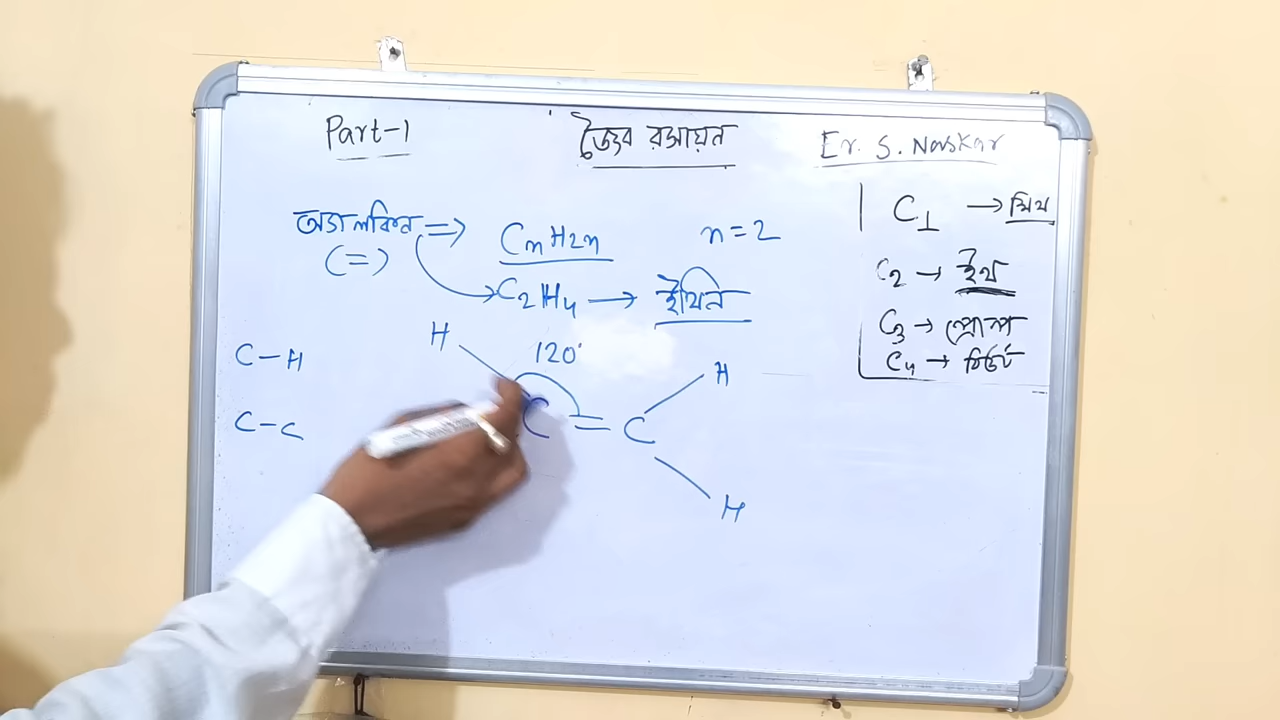 Part-1
জৈব রসায়ন
Er. S. Naskar
অ্যালকিন => CnH2n n=2
(=)
C2H4 → ইথিন
C1 → মিথ
C2 → ইথ
C3 → প্রোপ
C4 → বিউট
H
120°
C-H
H
C = C
C-C
H